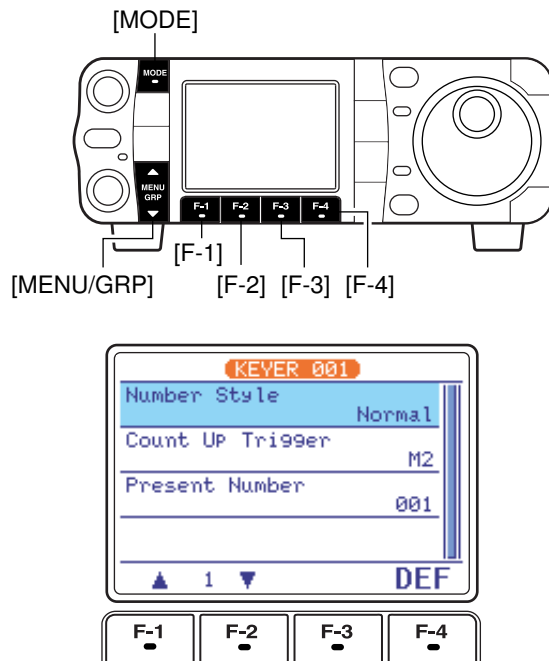 [MODE]
MODE
MENU
GRP
F-1 F-2 F-3 F-4
[F-1]
[MENU/GRP] [F-2] [F-3] [F-4]
KEYER 001
Number Style
Normal
Count UP Trigger
M2
Present Number
001
1 DEF
F-1 F-2 F-3 F-4